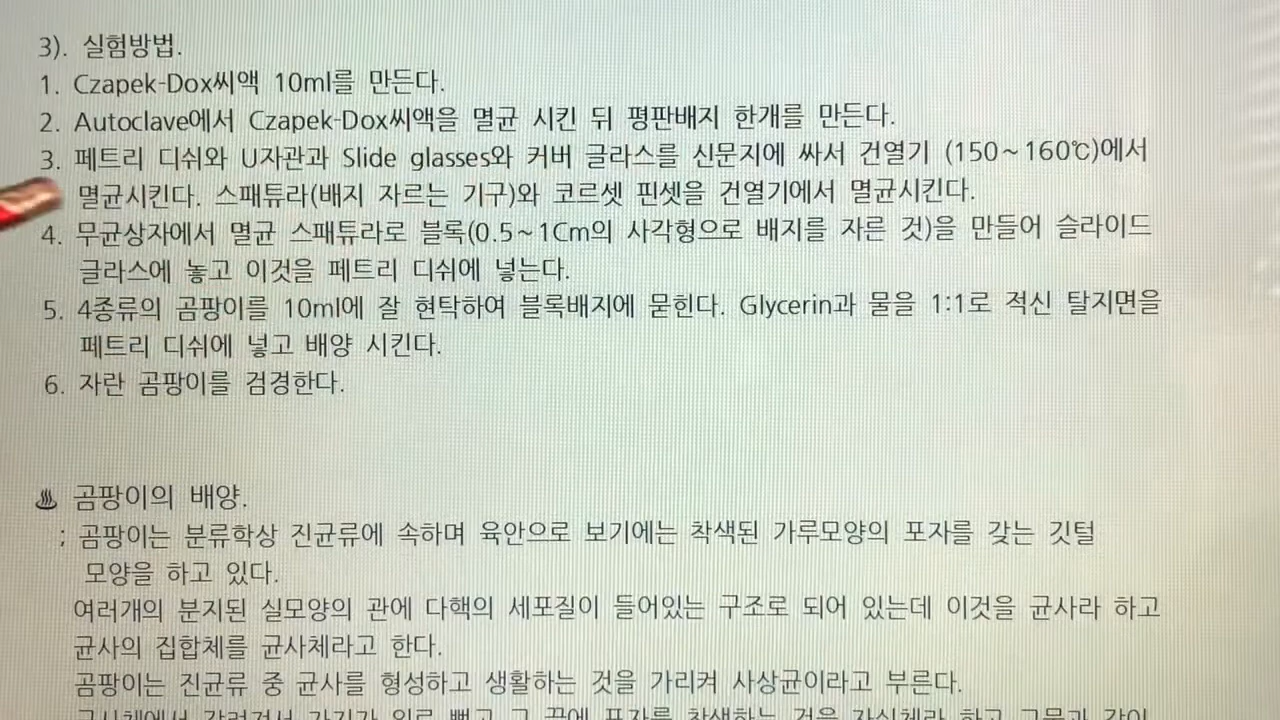 3). 실험방법.
1. Czapek-Dox씨액 10ml를 만든다.
2. Autoclave에서 Czapek-Dox씨액을 멸균 시킨 뒤 평판배지 한개를 만든다.
3. 페트리 디쉬와 U자관과 Slide glasses와 커버 글라스를 신문지에 싸서 건열기 (150~160℃)에서
멸균시킨다. 스패튜라(배지 자르는 기구)와 코르셋 핀셋을 건열기에서 멸균시킨다.
4. 무균상자에서 멸균 스패튜라로 블록(0.5~1Cm의 사각형으로 배지를 자른 것)을 만들어 슬라이드
글라스에 놓고 이것을 페트리 디쉬에 넣는다.
5. 4종류의 곰팡이를 10ml에 잘 현탁하여 블록배지에 묻힌다. Glycerin과 물을 1:1로 적신 탈지면을
페트리 디쉬에 넣고 배양 시킨다.
6. 자란 곰팡이를 검경한다.
♨ 곰팡이의 배양.
; 곰팡이는 분류학상 진균류에 속하며 육안으로 보기에는 착색된 가루모양의 포자를 갖는 깃털
모양을 하고 있다.
여러개의 분지된 실모양의 관에 다핵의 세포질이 들어있는 구조로 되어 있는데 이것을 균사라 하고
균사의 집합체를 균사체라고 한다.
곰팡이는 진균류 중 균사를 형성하고 생활하는 것을 가리켜 사상균이라고 부른다.